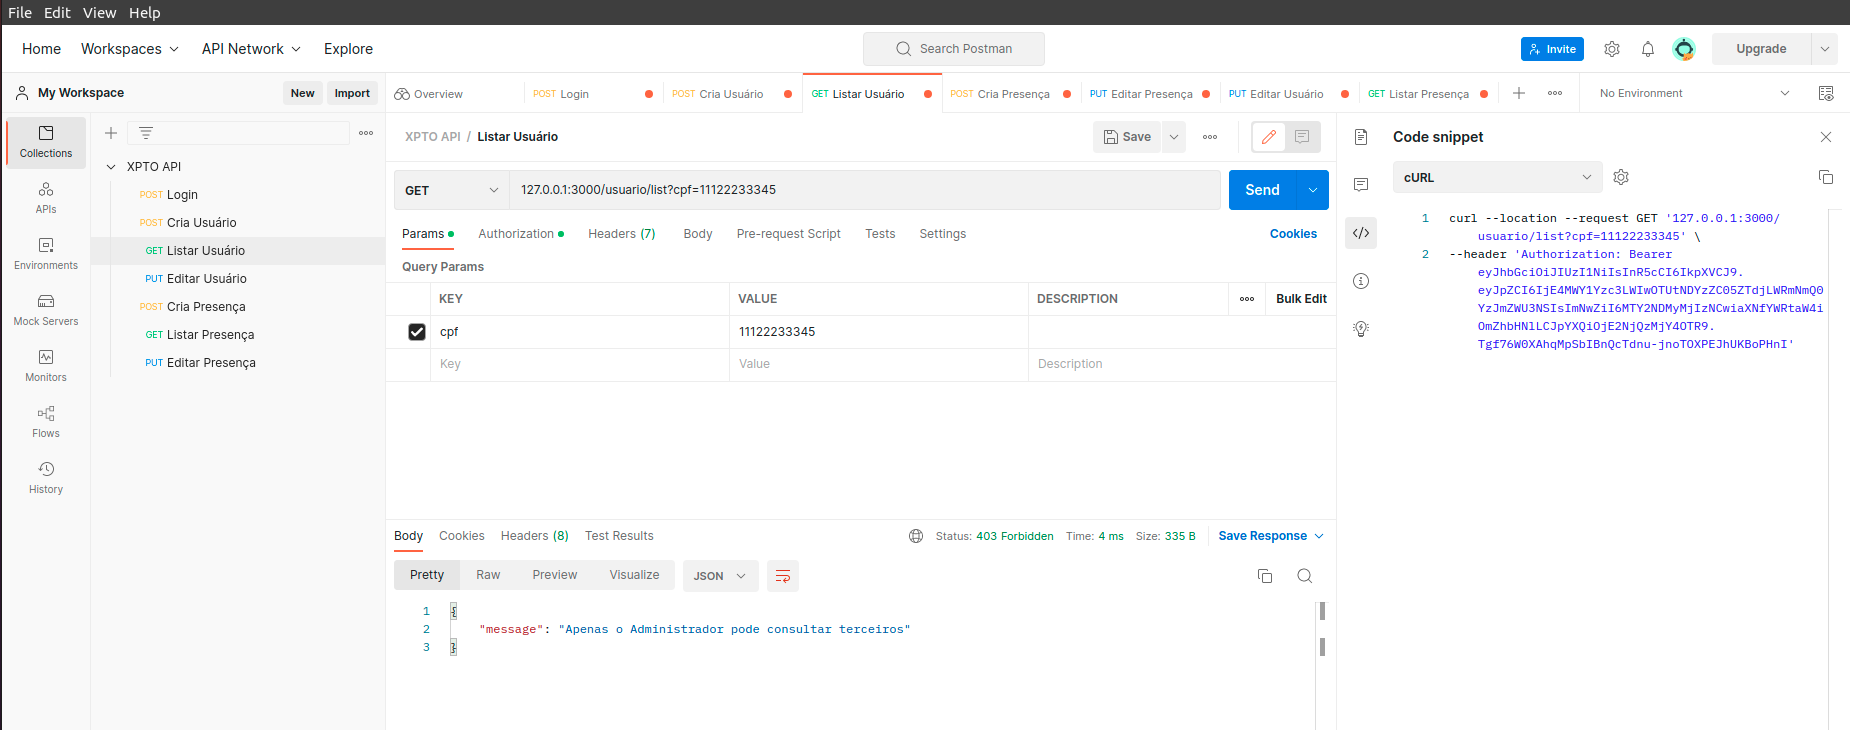 File Edit View Help
Home Workspaces API Network Explore Search Postman Invite Upgrade
My Workspace New Import
Overview POST Login POST Cria Usuário GET Listar Usuário POST Cria Presença PUT Editar Presença PUT Editar Usuário GET Listar Presença No Environment
Collections
APIs
Environments
Mock Servers
Monitors
Flows
History
XPTO API
POST Login
POST Cria Usuário
GET Listar Usuário
PUT Editar Usuário
POST Cria Presença
GET Listar Presença
PUT Editar Presença
XPTO API / Listar Usuário Save
GET 127.0.0.1:3000/usuario/list?cpf=11122233345 Send
Params Authorization Headers (7) Body Pre-request Script Tests Settings Cookies
Query Params
KEY VALUE DESCRIPTION Bulk Edit
cpf 11122233345
Key Value Description
Body Cookies Headers (8) Test Results Status: 403 Forbidden Time: 4 ms Size: 335 B Save Response
Pretty Raw Preview Visualize JSON
1 {
2 "message": "Apenas o Administrador pode consultar terceiros"
3 }
Code snippet
cURL
1 curl --location --request GET '127.0.0.1:3000/
usuario/list?cpf=11122233345' \
2 --header 'Authorization: Bearer
eyJhbGciOiJIUzI1NiIsInR5cCI6IkpXVCJ9.
eyJpZCI6IjE4MWY1Yzc3LWIwOTUtNDYzZC05ZTdjLWRmNmQ0
YzJmZWU3NSIsImNwZiI6MTY2NDMyMjIzNCwiaXNfYWRtaW4i
OmZhbHNlLCJpYXQiOjE2NjQzMjY4OTR9.
Tgf76W0XAhqMpSbIBnQcTdnu-jnoTOXPEJhUKBoPHnI'